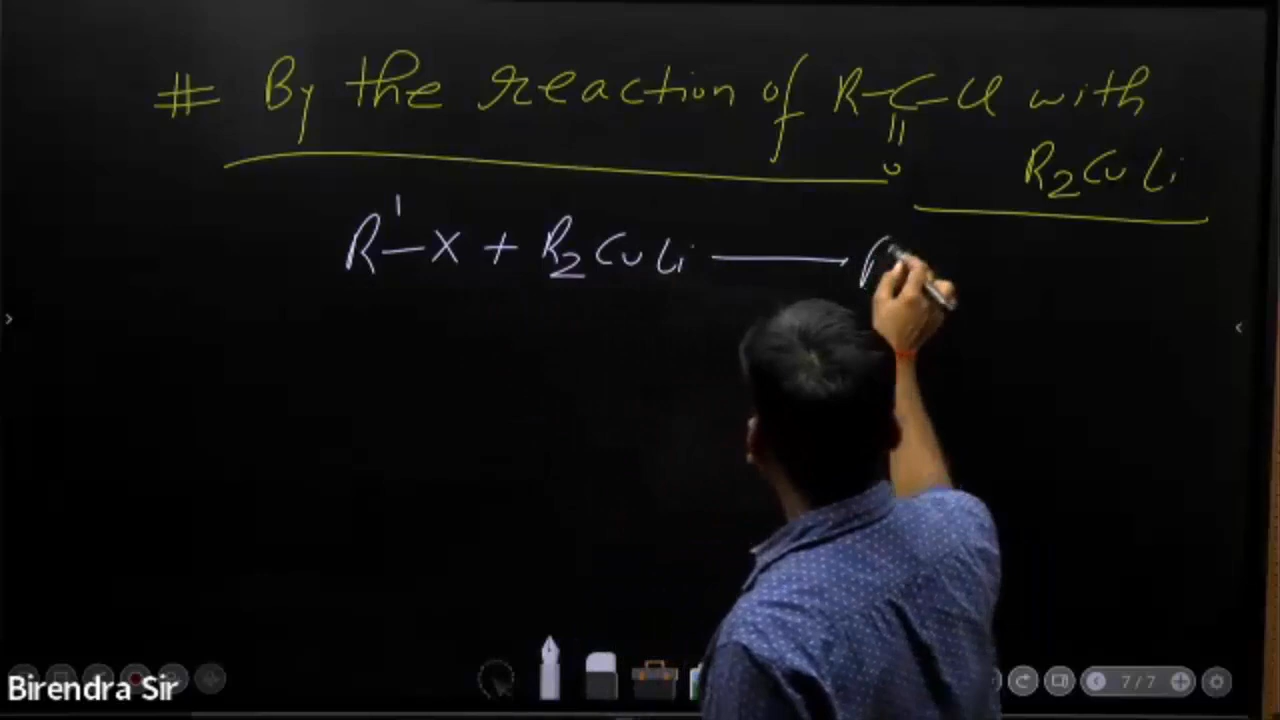 # By the reaction of R-C-Cl with
||
O
R₂CuLi
R'-X + R₂CuLi ——— R
Birendra Sir
7/7